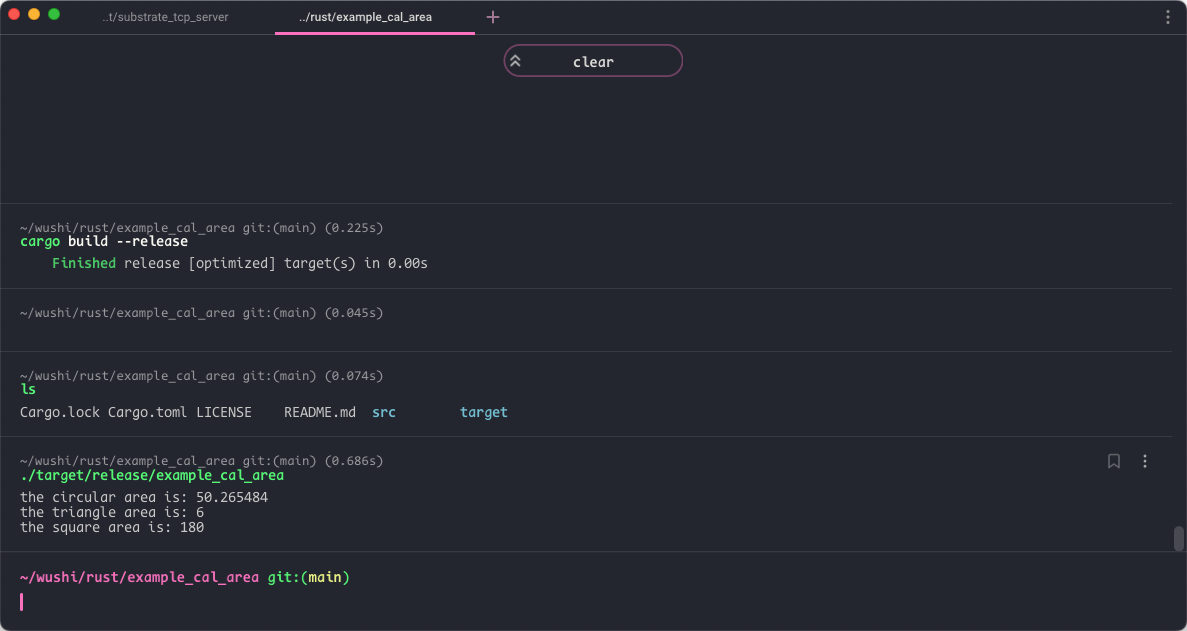 ..t/substrate_tcp_server
../rust/example_cal_area
clear
~/wushi/rust/example_cal_area git:(main) (0.225s)
cargo build --release
    Finished release [optimized] target(s) in 0.00s
~/wushi/rust/example_cal_area git:(main) (0.045s)
~/wushi/rust/example_cal_area git:(main) (0.074s)
ls
Cargo.lock Cargo.toml LICENSE    README.md  src        target
~/wushi/rust/example_cal_area git:(main) (0.686s)
./target/release/example_cal_area
the circular area is: 50.265484
the triangle area is: 6
the square area is: 180
~/wushi/rust/example_cal_area git:(main)